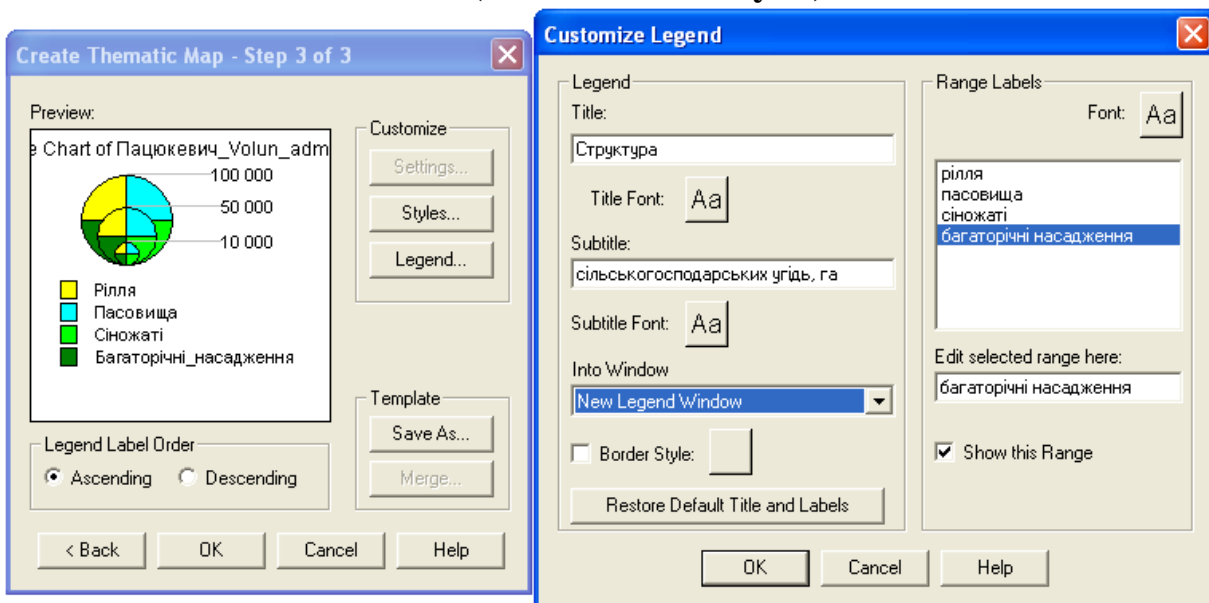 Create Thematic Map - Step 3 of 3
Preview:
e Chart of Пацюкевич_Volun_adm
100 000
50 000
10 000
Рілля
Пасовища
Сіножаті
Багаторічні_насадження
Legend Label Order
Ascending
Descending
Customize
Settings...
Styles...
Legend...
Template
Save As...
Merge...
< Back
OK
Cancel
Help
Customize Legend
Legend
Title:
Структура
Title Font: Aa
Subtitle:
сільськогосподарських угідь, га
Subtitle Font: Aa
Into Window
New Legend Window
Border Style:
Restore Default Title and Labels
Range Labels
Font: Aa
рілля
пасовища
сіножаті
багаторічні насадження
Edit selected range here:
багаторічні насадження
Show this Range
OK
Cancel
Help